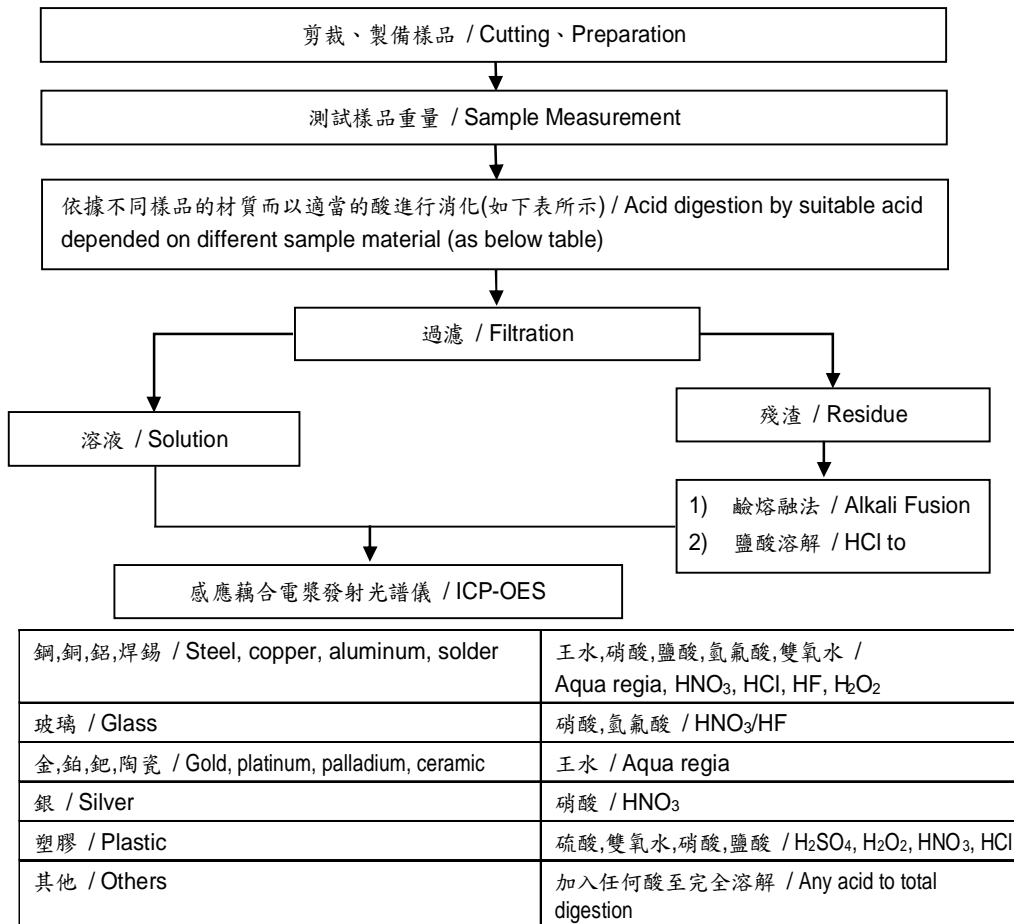 剪裁、製備樣品 / Cutting、Preparation
測試樣品重量 / Sample Measurement
依據不同樣品的材質而以適當的酸進行消化(如下表所示) / Acid digestion by suitable acid
depended on different sample material (as below table)
過濾 / Filtration
溶液 / Solution
殘渣 / Residue
1) 鹼熔融法 / Alkali Fusion
2) 鹽酸溶解 / HCl to
感應藕合電漿發射光譜儀 / ICP-OES
鋼,銅,鋁,焊錫 / Steel, copper, aluminum, solder
王水,硝酸,鹽酸,氫氟酸,雙氧水 /
Aqua regia, HNO₃, HCl, HF, H₂O₂
玻璃 / Glass
硝酸,氫氟酸 / HNO₃/HF
金,鉑,鈀,陶瓷 / Gold, platinum, palladium, ceramic
王水 / Aqua regia
銀 / Silver
硝酸 / HNO₃
塑膠 / Plastic
硫酸,雙氧水,硝酸,鹽酸 / H₂SO₄, H₂O₂, HNO₃, HCl
其他 / Others
加入任何酸至完全溶解 / Any acid to total
digestion